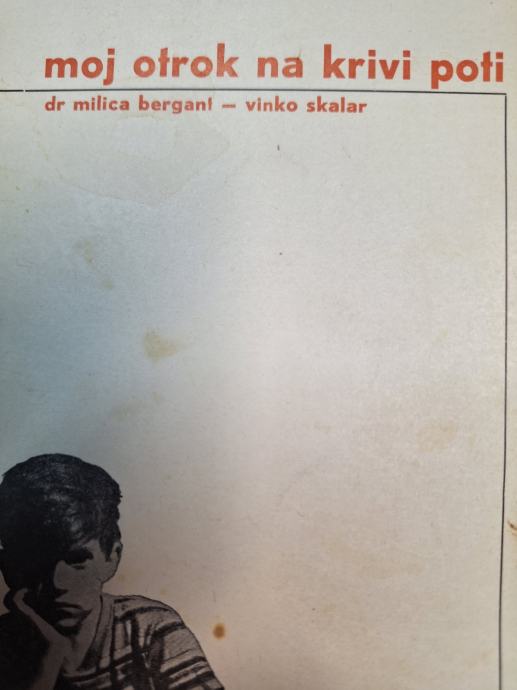 moj otrok na krivi poti
dr milica bergant – vinko skalar